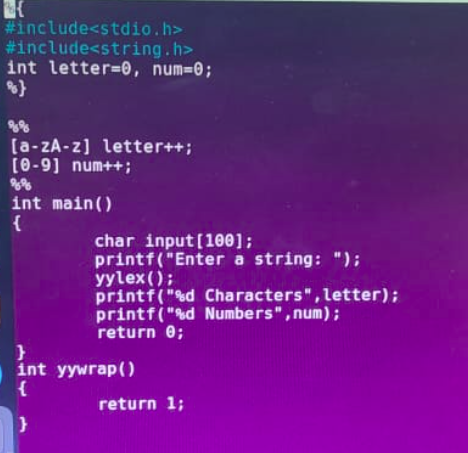 %{
#include<stdio.h>
#include<string.h>
int letter=0, num=0;
%}

%%
[a-zA-z] letter++;
[0-9] num++;
%%
int main()
{
        char input[100];
        printf("Enter a string: ");
        yylex();
        printf("%d Characters",letter);
        printf("%d Numbers",num);
        return 0;
}
int yywrap()
{
        return 1;
}